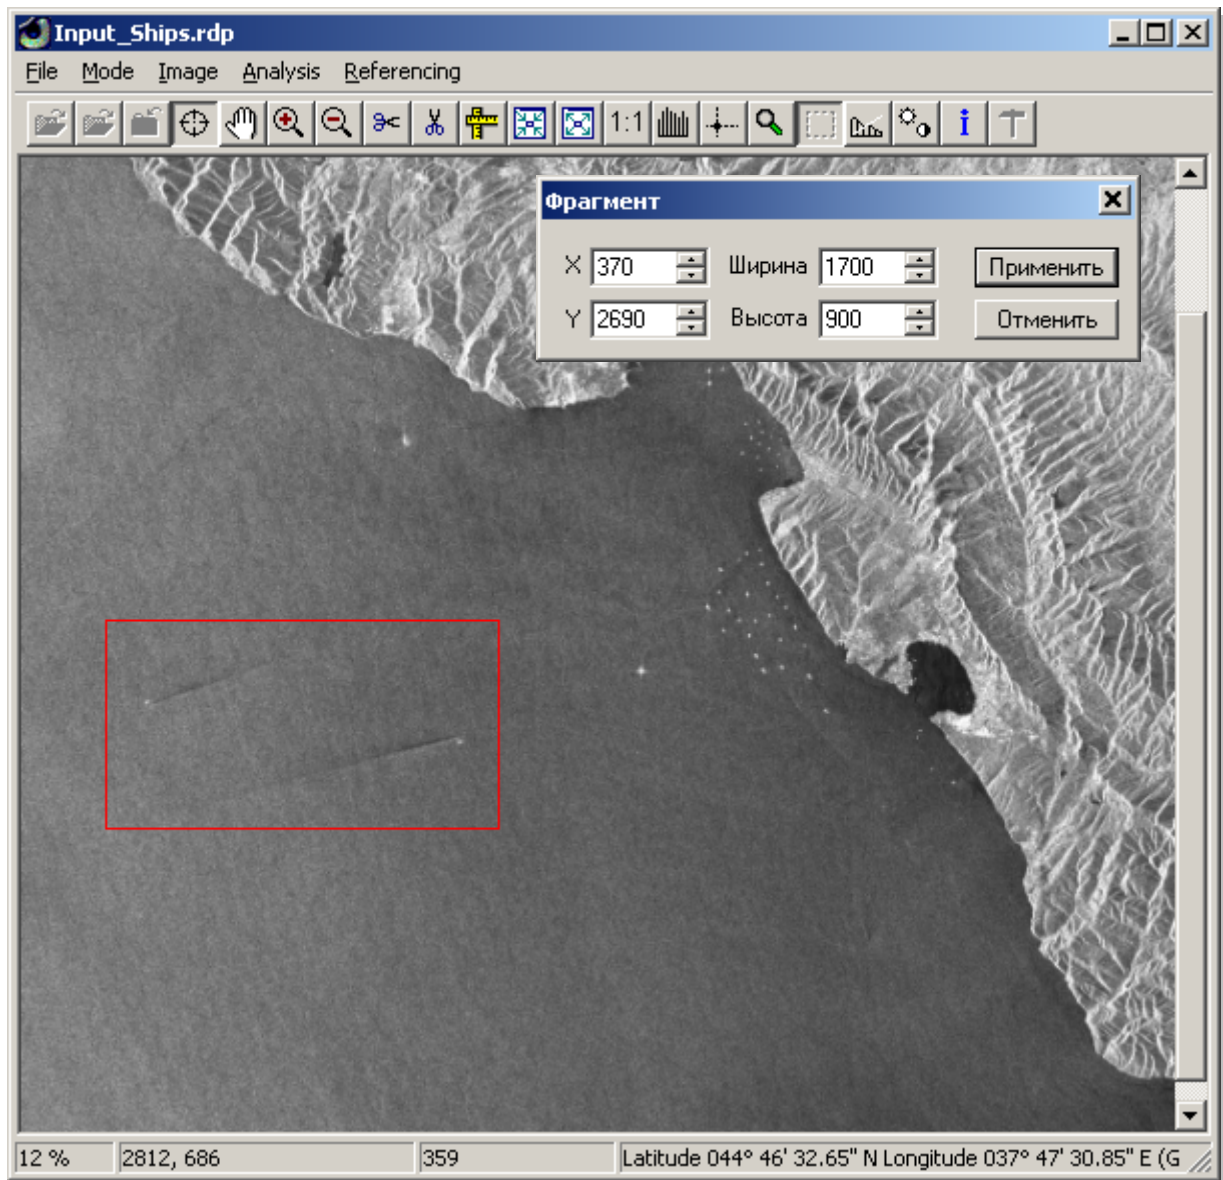 Input_Ships.rdp
File Mode Image Analysis Referencing
1:1
Фрагмент
X 370 Ширина 1700 Применить
Y 2690 Высота 900 Отменить
12 % 2812, 686 359 Latitude 044° 46' 32.65" N Longitude 037° 47' 30.85" E (G